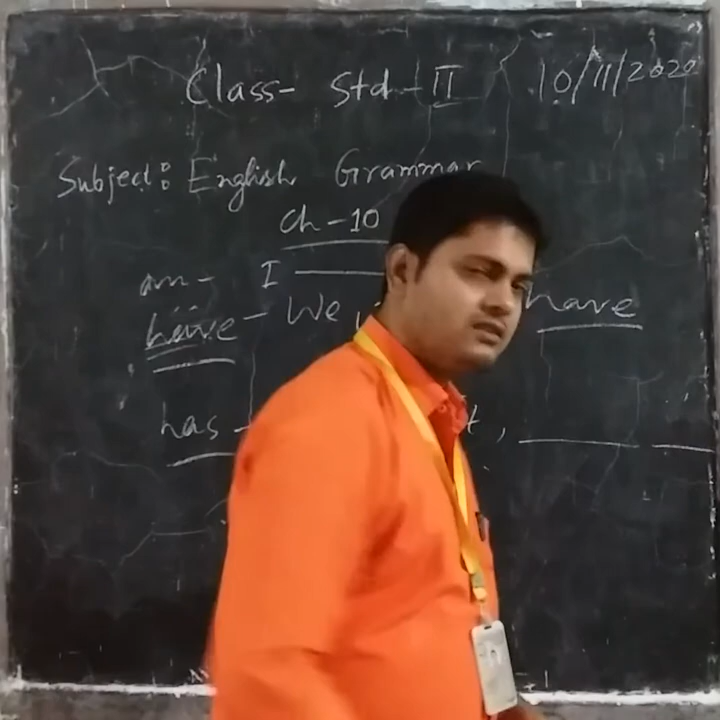 Class- Std-II 10/11/2020
Subject: English Grammar
Ch-10
am- I
have - We have
has -